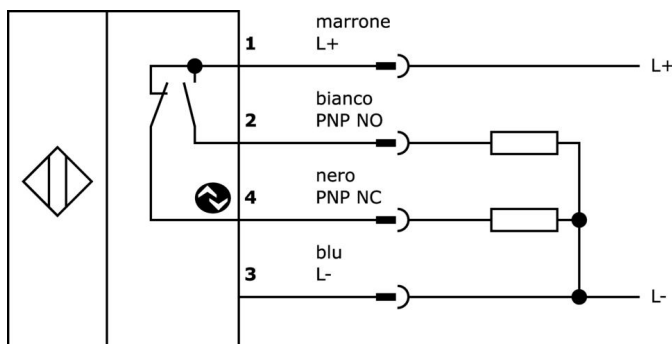 marrone
1 L+
L+
bianco
2 PNP NO
nero
4 PNP NC
blu
3 L-
L-